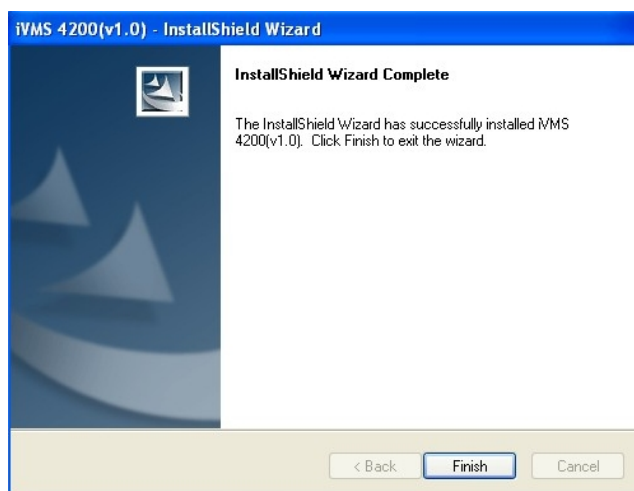 iVMS 4200(v1.0) - InstallShield Wizard
InstallShield Wizard Complete
The InstallShield Wizard has successfully installed iVMS
4200(v1.0). Click Finish to exit the wizard.
< Back
Finish
Cancel